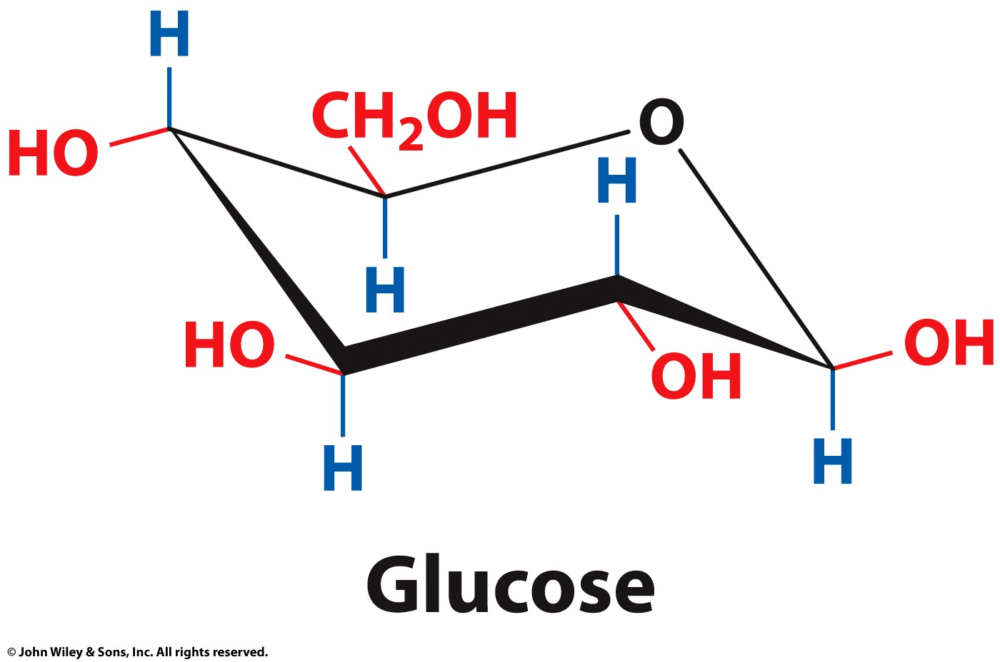 H
CH₂OH
O
HO
H
H
HO
OH
OH
H
H
Glucose
© John Wiley & Sons, Inc. All rights reserved.